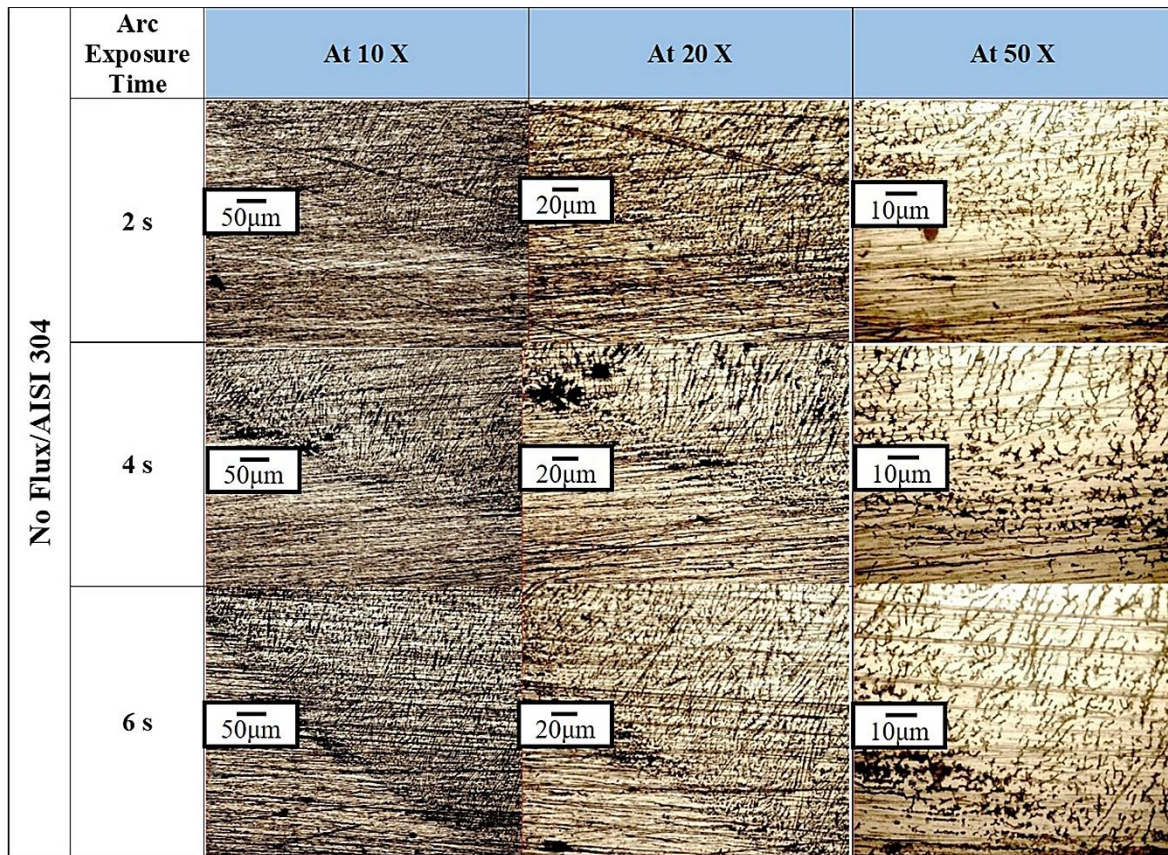 Arc
Exposure
Time
At 10 X
At 20 X
At 50 X
No Flux/AISI 304
2 s
50µm
20µm
10µm
4 s
50µm
20µm
10µm
6 s
50µm
20µm
10µm